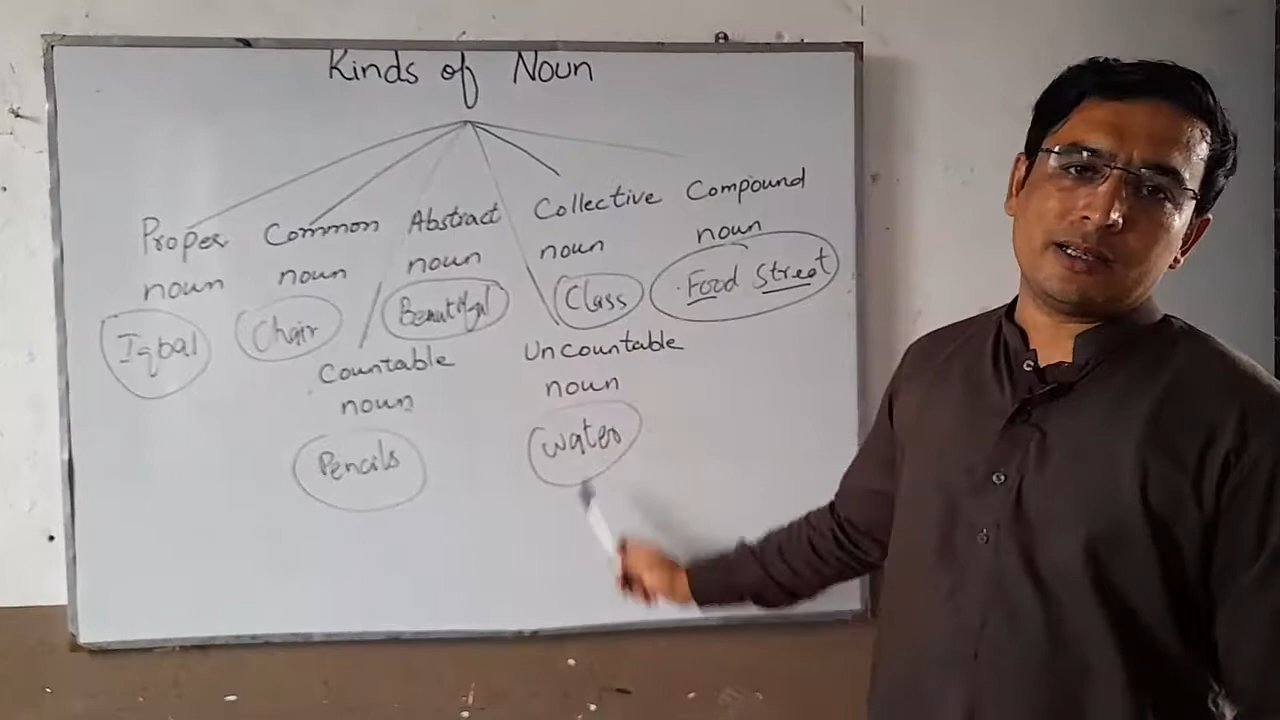 Kinds of Noun
Proper noun
Iqbal
Common noun
Chair
Abstract noun
Beautiful
Collective noun
Class
Compound noun
Food Street
Countable noun
Pencils
Uncountable noun
Water